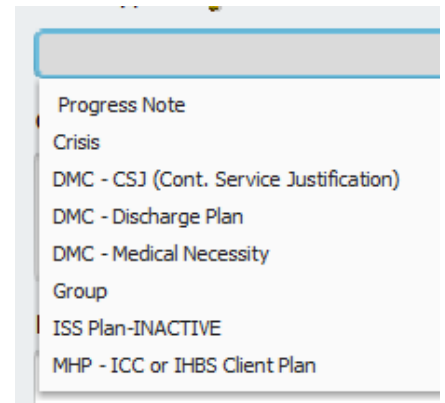 Progress Note
Crisis
DMC - CSJ (Cont. Service Justification)
DMC - Discharge Plan
DMC - Medical Necessity
Group
ISS Plan-INACTIVE
MHP - ICC or IHBS Client Plan